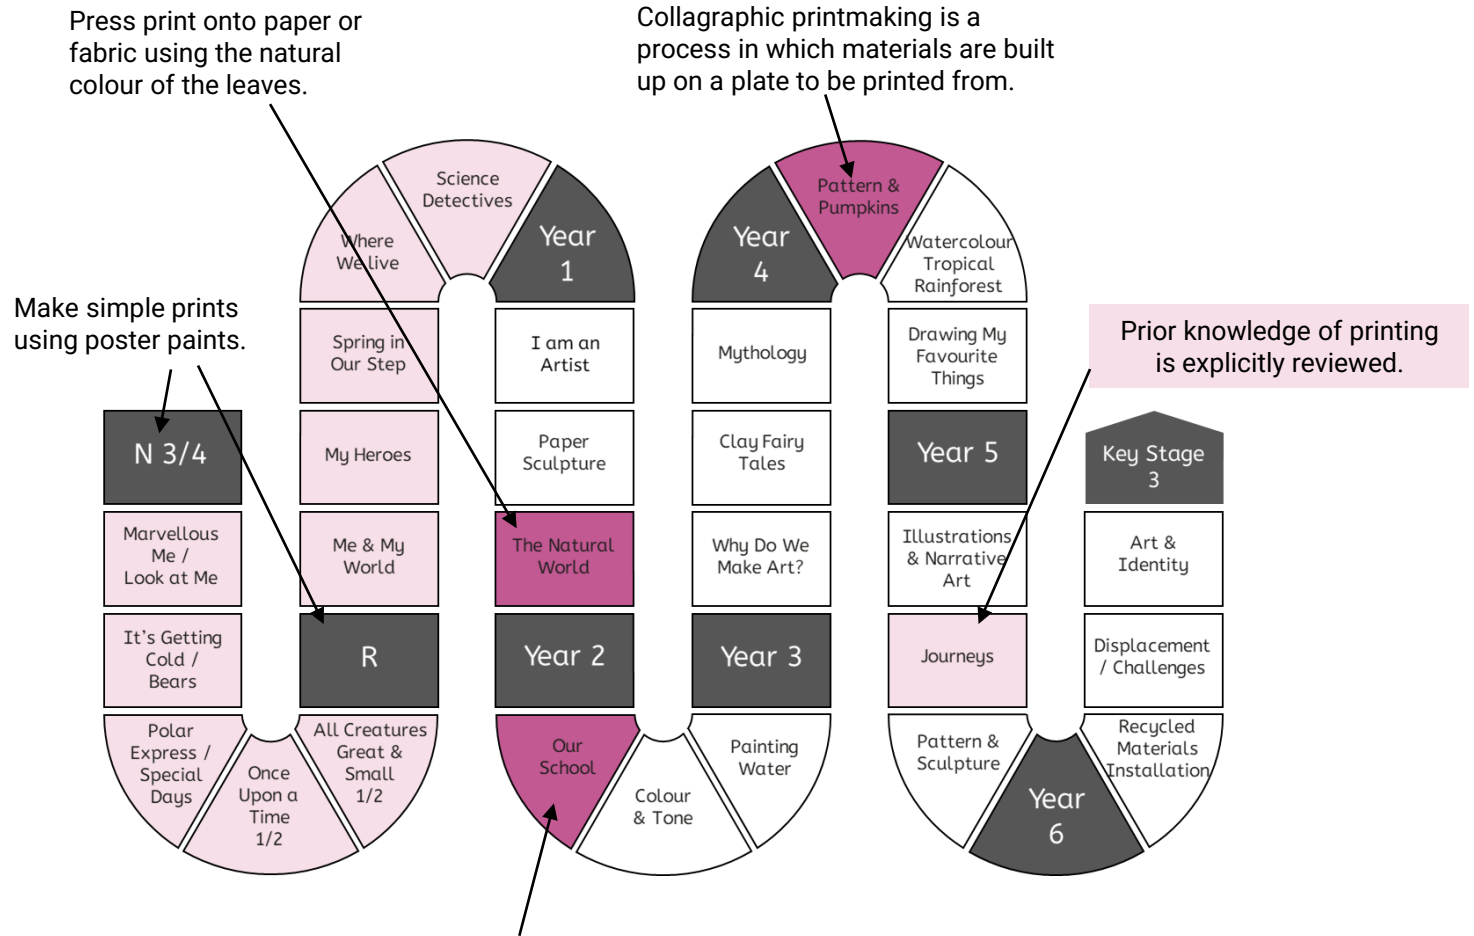 Press print onto paper or
fabric using the natural
colour of the leaves.
Collagraphic printmaking is a
process in which materials are built
up on a plate to be printed from.
Make simple prints
using poster paints.
Prior knowledge of printing
is explicitly reviewed.
N 3/4
Marvellous
Me /
Look at Me
It's Getting
Cold /
Bears
Polar
Express /
Special
Days
Once
Upon a
Time
1/2
All Creatures
Great &
Small
1/2
R
Me & My
World
My Heroes
Spring in
Our Step
Where
We live
Science
Detectives
Year
1
I am an
Artist
Paper
Sculpture
The Natural
World
Year 2
Our
School
Colour
& Tone
Painting
Water
Year 3
Why Do We
Make Art?
Clay Fairy
Tales
Mythology
Year
4
Pattern &
Pumpkins
Watercolour
Tropical
Rainforest
Drawing My
Favourite
Things
Year 5
Illustrations
& Narrative
Art
Journeys
Pattern &
Sculpture
Year
6
Recycled
Materials
Installation
Displacement
/ Challenges
Art &
Identity
Key Stage
3